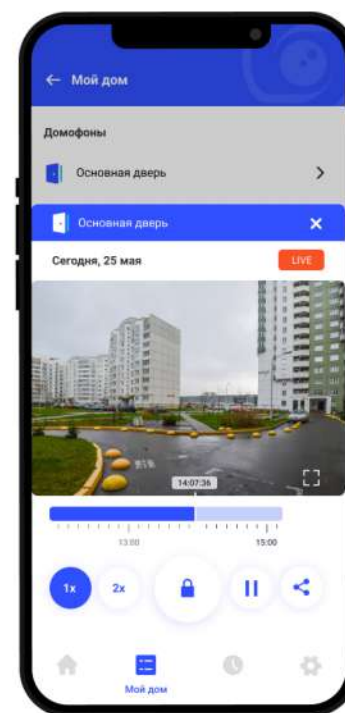 Мой дом
Домофоны
Основная дверь
Основная дверь
Сегодня, 25 мая
LIVE
14:07:36
13:00
15:00
1x
2x
Мой дом